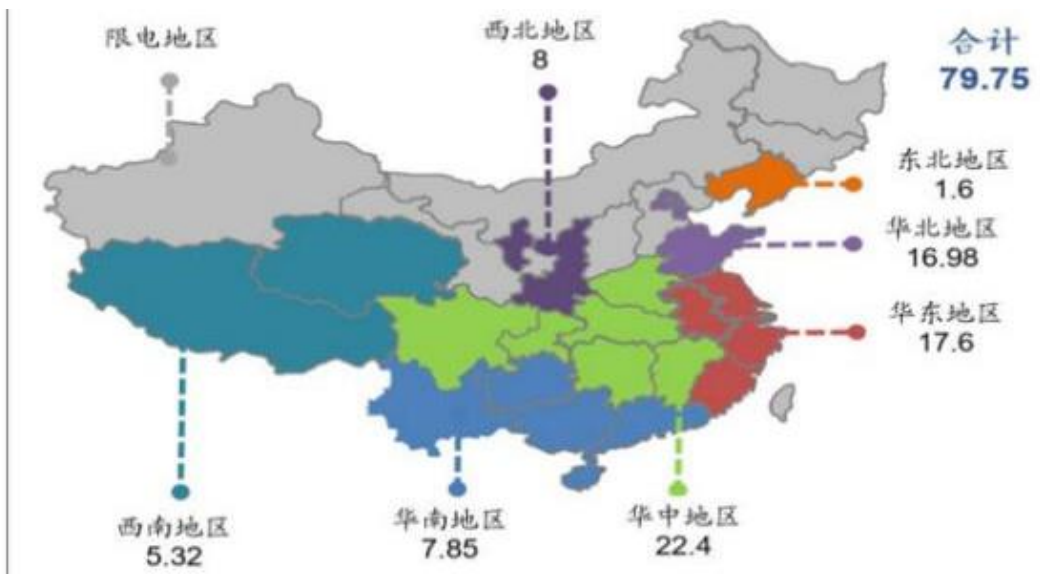 限电地区
西北地区
8
合计
79.75
东北地区
1.6
华北地区
16.98
华东地区
17.6
西南地区
5.32
华南地区
7.85
华中地区
22.4